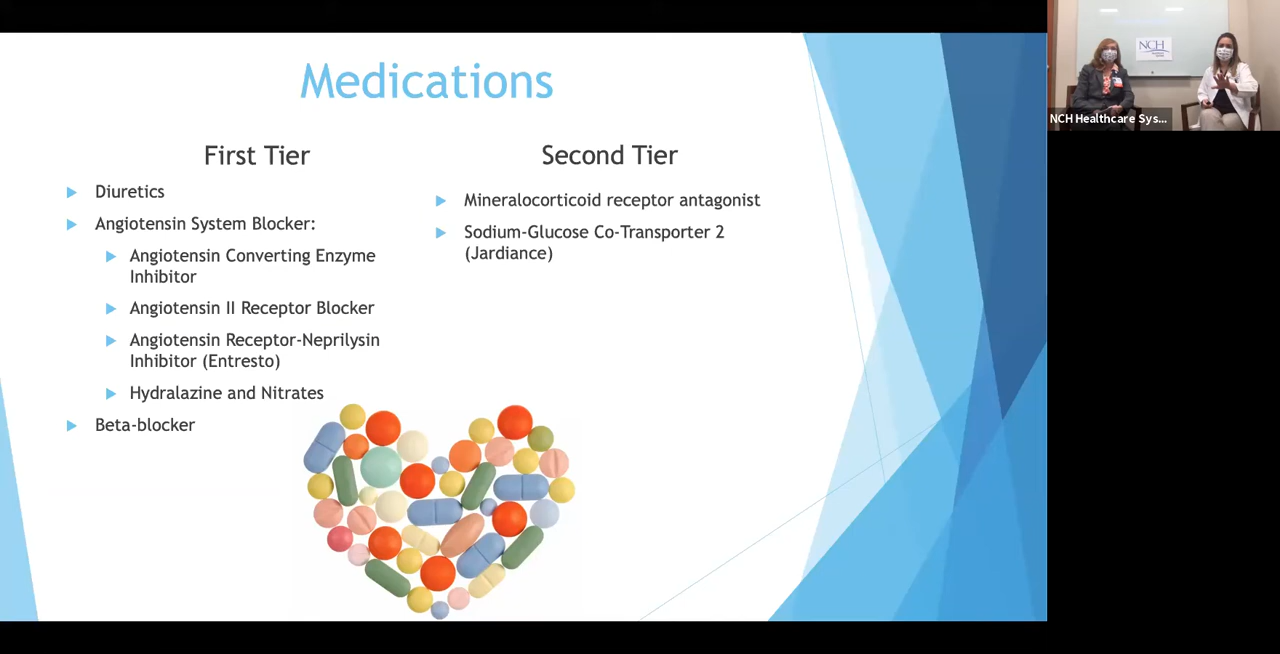 Medications
First Tier
Diuretics
Angiotensin System Blocker:
Angiotensin Converting Enzyme
Inhibitor
Angiotensin II Receptor Blocker
Angiotensin Receptor-Neprilysin
Inhibitor (Entresto)
Hydralazine and Nitrates
Beta-blocker
Second Tier
Mineralocorticoid receptor antagonist
Sodium-Glucose Co-Transporter 2
(Jardiance)
NCH
NCH Healthcare Sys...